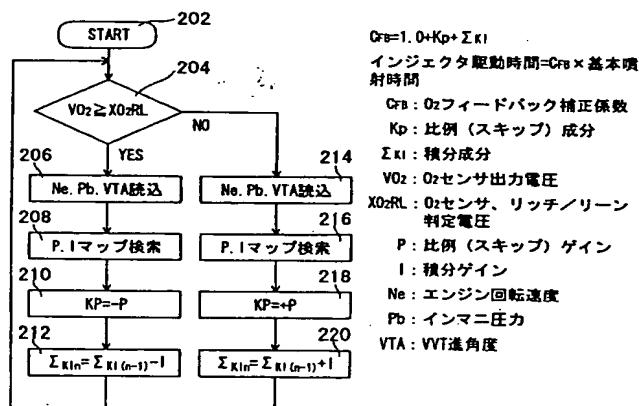 202
START
204
VO₂≧XO₂RL
NO
YES
206
Ne.Pb.VTA読込
214
Ne.Pb.VTA読込
208
P.Iマップ検索
216
P.Iマップ検索
210
KP=-P
218
KP=+P
212
ΣKIn=ΣKI(n-1)-I
220
ΣKIn=ΣKI(n-1)+I
CFB=1.0+Kp+ΣKI
インジェクタ駆動時間=CFB×基本噴
射時間
CFB：O₂フィードバック補正係数
Kp：比例（スキップ）成分
ΣKI：積分成分
VO₂：O₂センサ出力電圧
XO₂RL：O₂センサ、リッチ／リーン
判定電圧
P：比例（スキップ）ゲイン
I：積分ゲイン
Ne：エンジン回転速度
Pb：インマニ圧力
VTA：VVT進角度